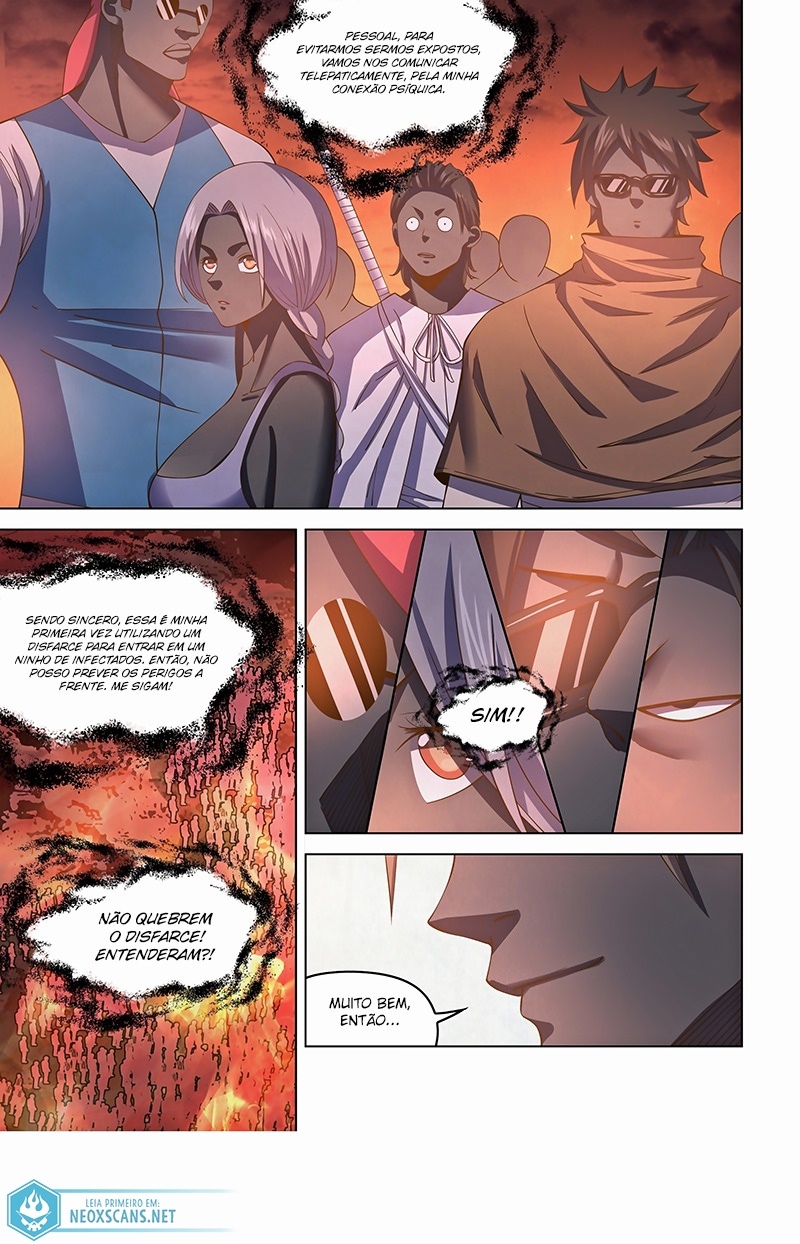 PESSOAL, PARA
EVITARMOS SERMOS EXPOSTOS,
VAMOS NOS COMUNICAR
TELEPATICAMENTE, PELA MINHA
CONEXÃO PSÍQUICA.
SENDO SINCERO, ESSA É MINHA
PRIMEIRA VEZ UTILIZANDO UM
DISFARCE PARA ENTRAR EM UM
NINHO DE INFECTADOS. ENTÃO, NÃO
POSSO PREVER OS PERIGOS A
FRENTE. ME SIGAM!
NÃO QUEBREM
O DISFARCE!
ENTENDERAM?!
SIM!!
MUITO BEM,
ENTÃO...
LEIA PRIMEIRO EM:
NEOXSCANS.NET